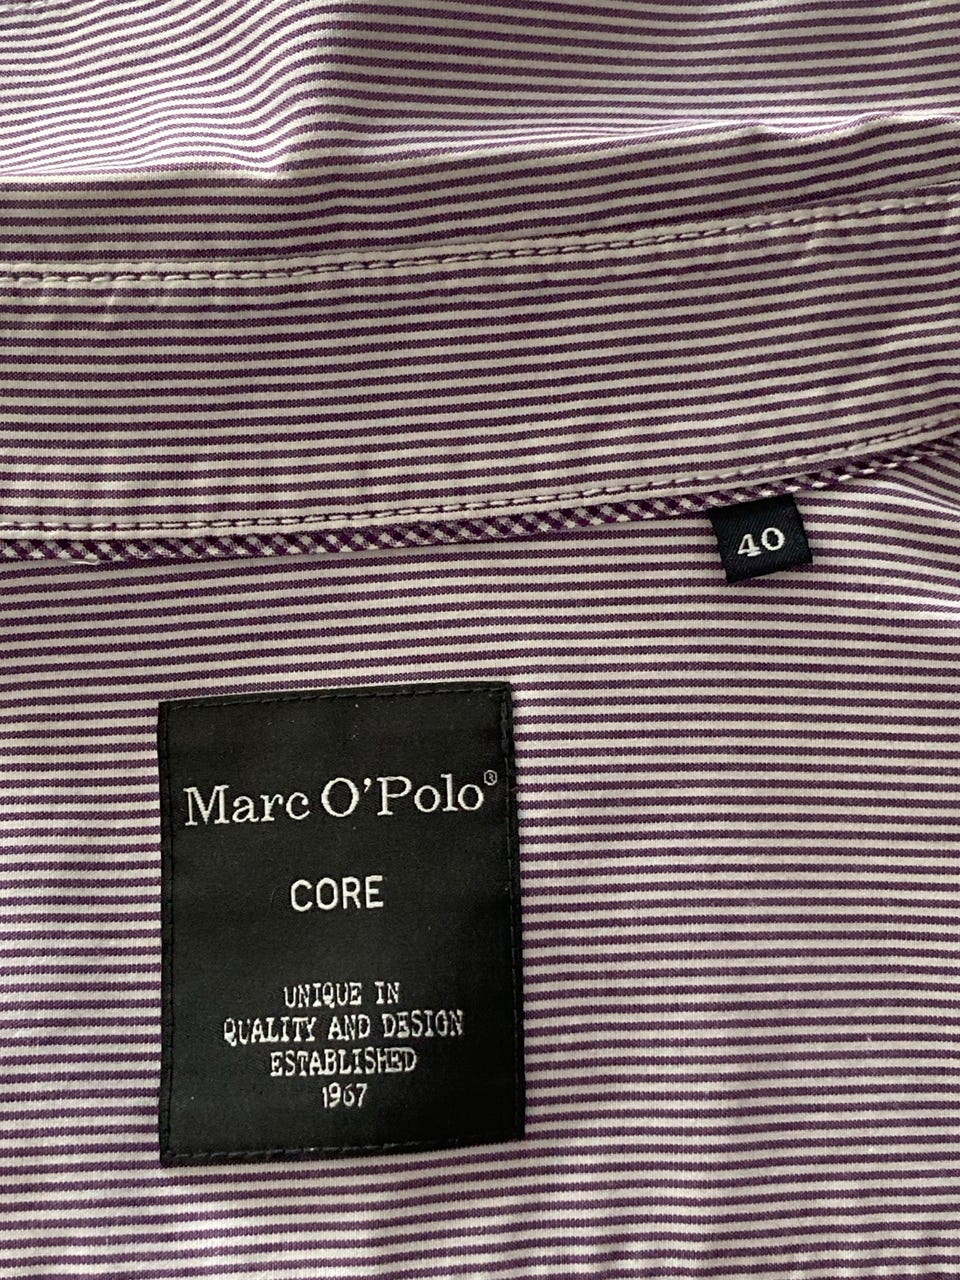 40
Marc O'Polo®
CORE
UNIQUE IN
QUALITY AND DESIGN
ESTABLISHED
1967